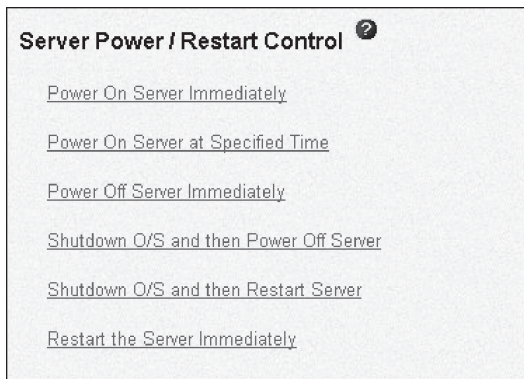 Server Power / Restart Control ?
Power On Server Immediately
Power On Server at Specified Time
Power Off Server Immediately
Shutdown O/S and then Power Off Server
Shutdown O/S and then Restart Server
Restart the Server Immediately